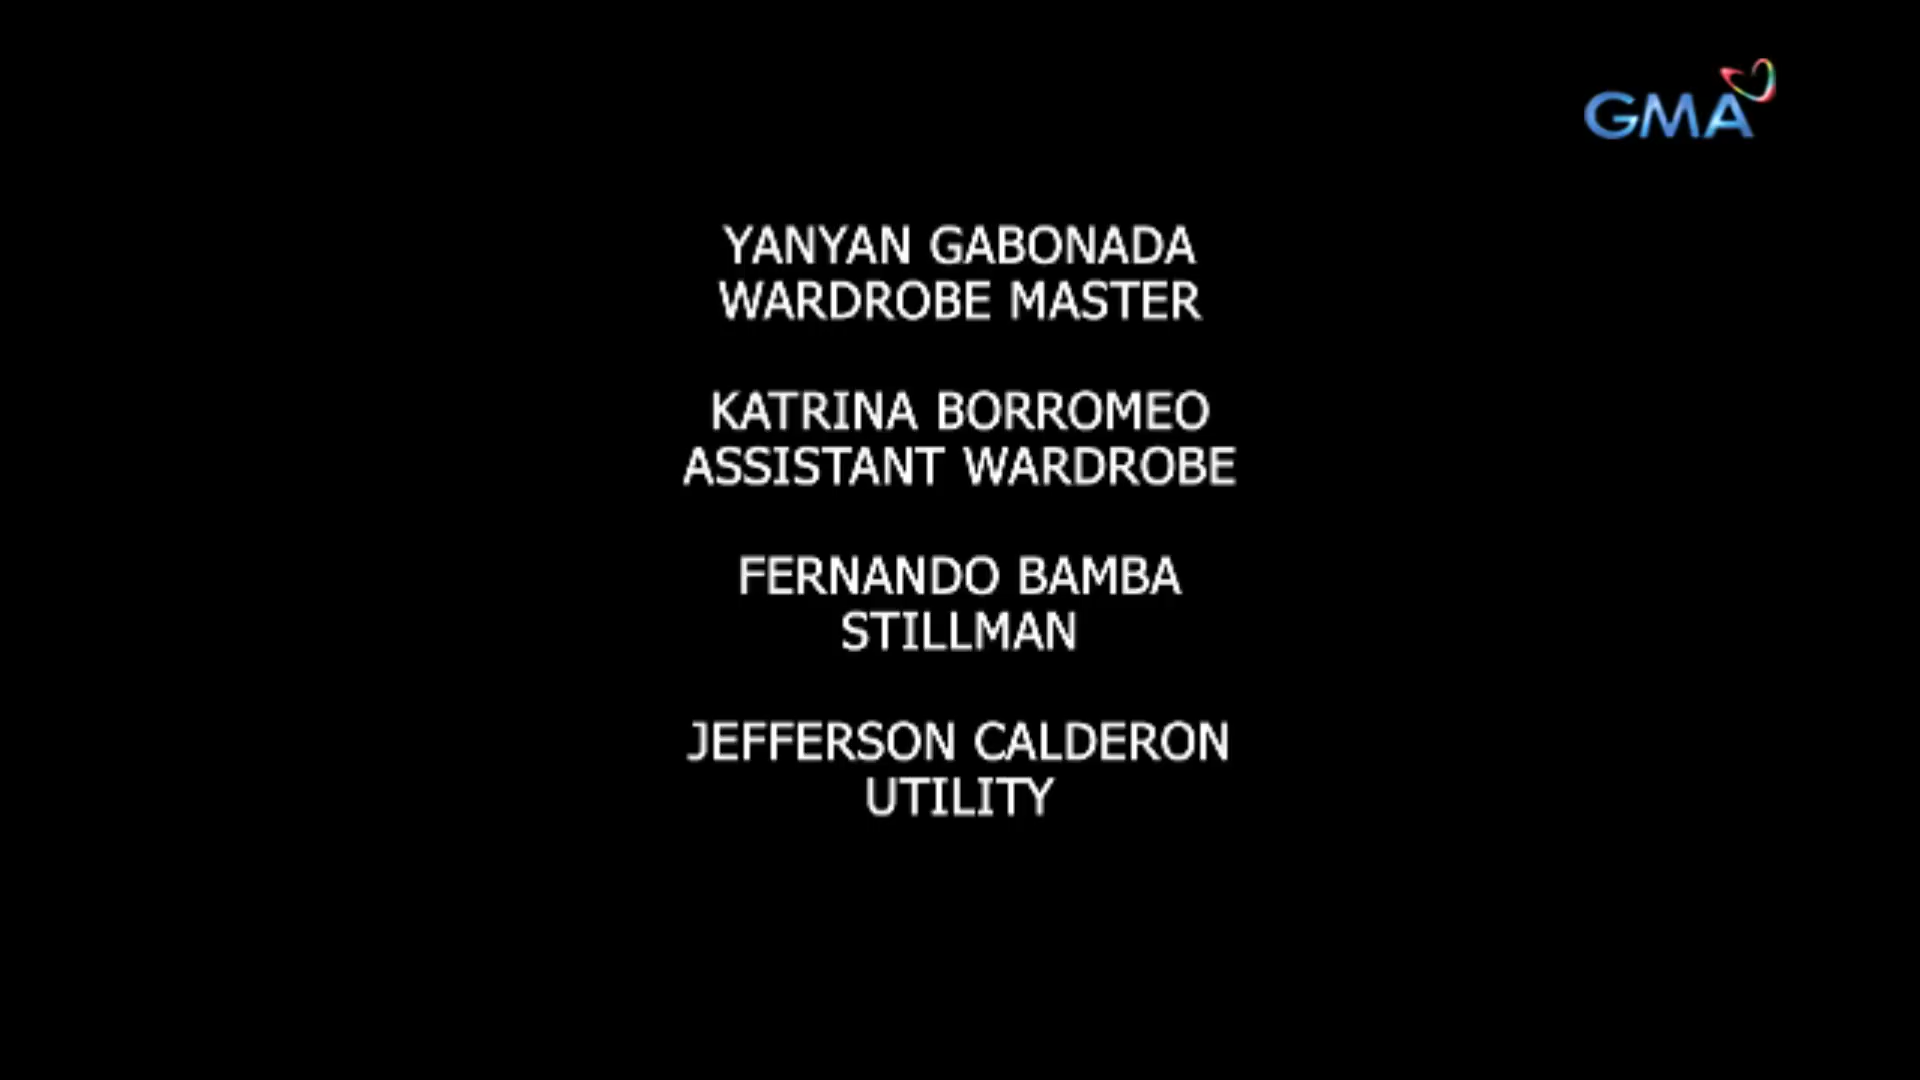 GMA
YANYAN GABONADA
WARDROBE MASTER
KATRINA BORROMEO
ASSISTANT WARDROBE
FERNANDO BAMBA
STILLMAN
JEFFERSON CALDERON
UTILITY